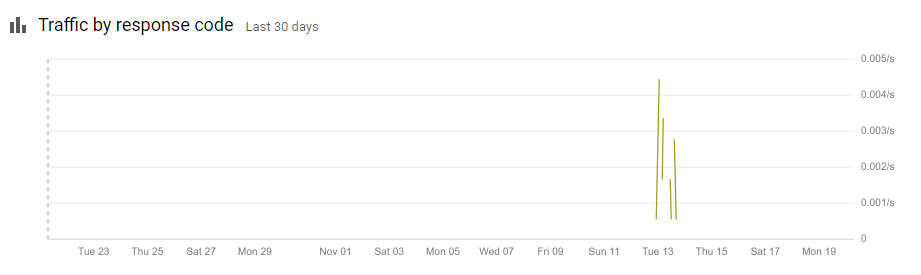 Traffic by response code Last 30 days
0.005/s
0.004/s
0.003/s
0.002/s
0.001/s
0
Tue 23 Thu 25 Sat 27 Mon 29 Nov 01 Sat 03 Mon 05 Wed 07 Fri 09 Sun 11 Tue 13 Thu 15 Sat 17 Mon 19